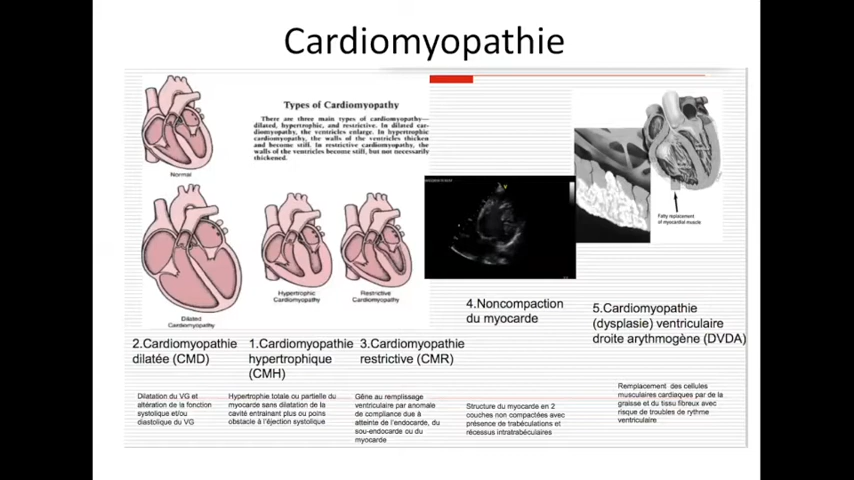 Cardiomyopathie
Types of Cardiomyopathy
There are three main types of cardiomyopathy—
dilated, hypertrophic, and restrictive. In dilated car-
diomyopathy, the ventricles enlarge. In hypertrophic
cardiomyopathy, the walls of the ventricles thicken
and become stiff. In restrictive cardiomyopathy, the
walls of the ventricles become stiff, but not necessarily
thickened.
Normal
Dilated
Cardiomyopathy
Hypertrophic
Cardiomyopathy
Restrictive
Cardiomyopathy
Fatty replacement
of myocardial muscle
2.Cardiomyopathie
dilatée (CMD)
1.Cardiomyopathie
hypertrophique
(CMH)
3.Cardiomyopathie
restrictive (CMR)
4.Noncompaction
du myocarde
5.Cardiomyopathie
(dysplasie) ventriculaire
droite arythmogène (DVDA)
Dilatation du VG et
altération de la fonction
systolique et/ou
diastolique du VG
Hypertrophie totale ou partielle du
myocarde sans dilatation de la
cavité entrainant plus ou poins
obstacle à l'éjection systolique
Gêne au remplissage
ventriculaire par anomale
de compliance due à
atteinte de l'endocarde, du
sou-endocarde ou du
myocarde
Structure du myocarde en 2
couches non compactées avec
présence de trabéculations et
récessus intratrabéculaires
Remplacement des cellules
musculaires cardiaques par de la
graisse et du tissu fibreux avec
risque de troubles de rythme
ventriculaire